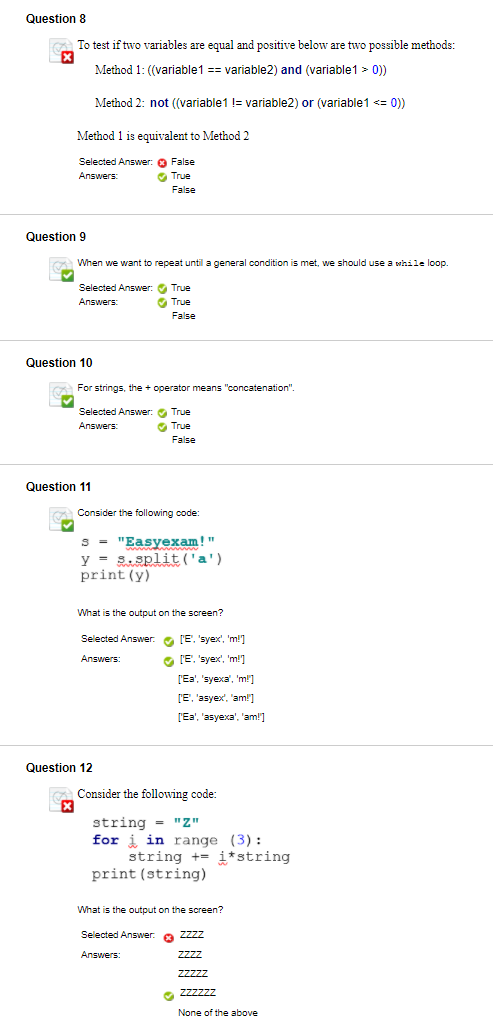 Question 8
To test if two variables are equal and positive below are two possible methods:
Method 1: ((variable1 == variable2) and (variable1 > 0))
Method 2: not ((variable1 != variable2) or (variable1 <= 0))
Method 1 is equivalent to Method 2
Selected Answer: False
Answers: True
False
Question 9
When we want to repeat until a general condition is met, we should use a while loop.
Selected Answer: True
Answers: True
False
Question 10
For strings, the + operator means "concatenation".
Selected Answer: True
Answers: True
False
Question 11
Consider the following code:
s = "Easyexam!"
y = s.split('a')
print(y)
What is the output on the screen?
Selected Answer: ['E', 'syex', 'm!']
Answers: ['E', 'syex', 'm!']
['Ea', 'syexa', 'm!']
['E', 'asyex', 'am!']
['Ea', 'asyexa', 'am!']
Question 12
Consider the following code:
string = "Z"
for i in range (3):
string += i*string
print(string)
What is the output on the screen?
Selected Answer: ZZZZ
Answers: ZZZZ
ZZZZZ
ZZZZZZ
None of the above